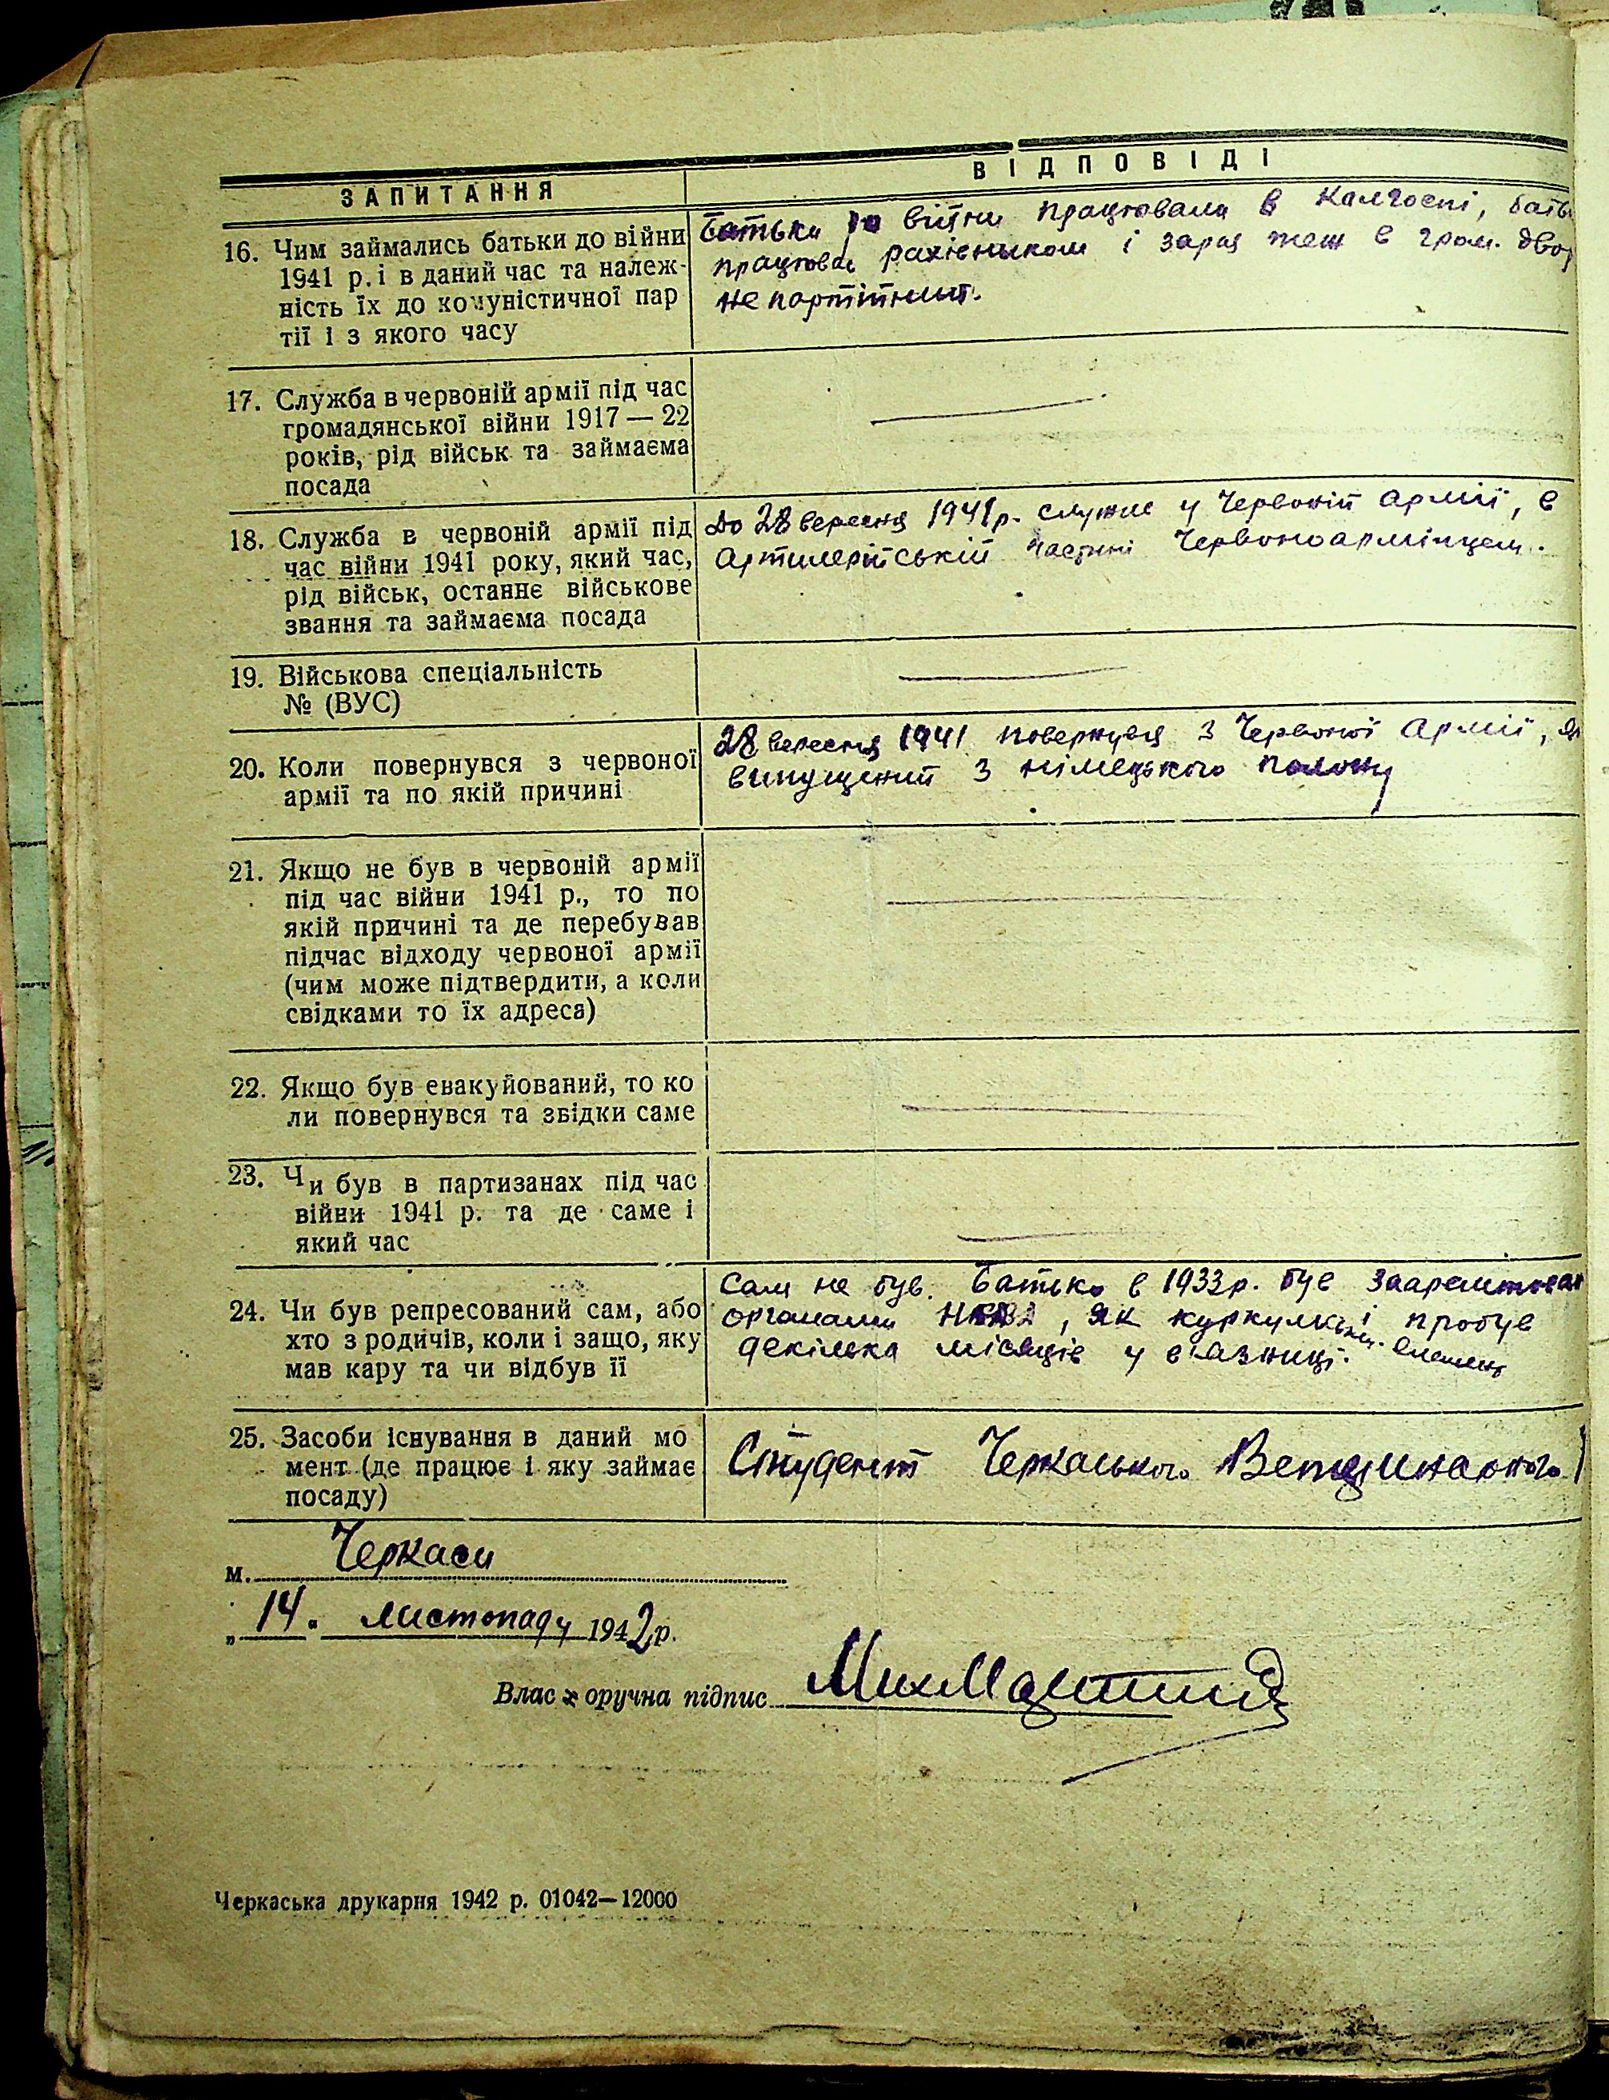 ЗАПИТАННЯ
ВІДПОВІДІ
16. Чим займались батьки до війни
1941 р. і в даний час та належ-
ність їх до комуністичної пар
тії і з якого часу
Батьки до війни працювали в Колгоспі, бать
працював рахівником і зараз теж в гром. двор
не партійний.
17. Служба в червоній армії під час
громадянської війни 1917 — 22
років, рід військ та займаєма
посада
18. Служба в червоній армії під
час війни 1941 року, який час,
рід військ, останнє військове
звання та займаєма посада
До 28 вересня 1941 р. служив у Червоній Армії, в
Артилерійській частині Червоноармійцем.
19. Військова спеціальність
№ (ВУС)
20. Коли повернувся з червоної
армії та по якій причині
28 вересня 1941 повернувся з Червоної Армії, як
випущений з німецького полону
21. Якщо не був в червоній армії
під час війни 1941 р., то по
якій причині та де перебував
підчас відходу червоної армії
(чим може підтвердити, а коли
свідками то їх адреса)
22. Якщо був евакуйований, то ко
ли повернувся та звідки саме
23. Чи був в партизанах під час
війни 1941 р. та де саме і
який час
24. Чи був репресований сам, або
хто з родичів, коли і защо, яку
мав кару та чи відбув її
Сам не був. Батько в 1933 р. був заарештован
органами НКВД, як куркульськ. і пробув
елемент
декілька місяців у в'язниці.
25. Засоби існування в даний мо
мент (де працює і яку займає
посаду)
Студент Черкаського Ветеринарного
м. Черкаси
„14" листопаду 1942 р.
Власноручна підпис
Черкаська друкарня 1942 р. 01042—12000